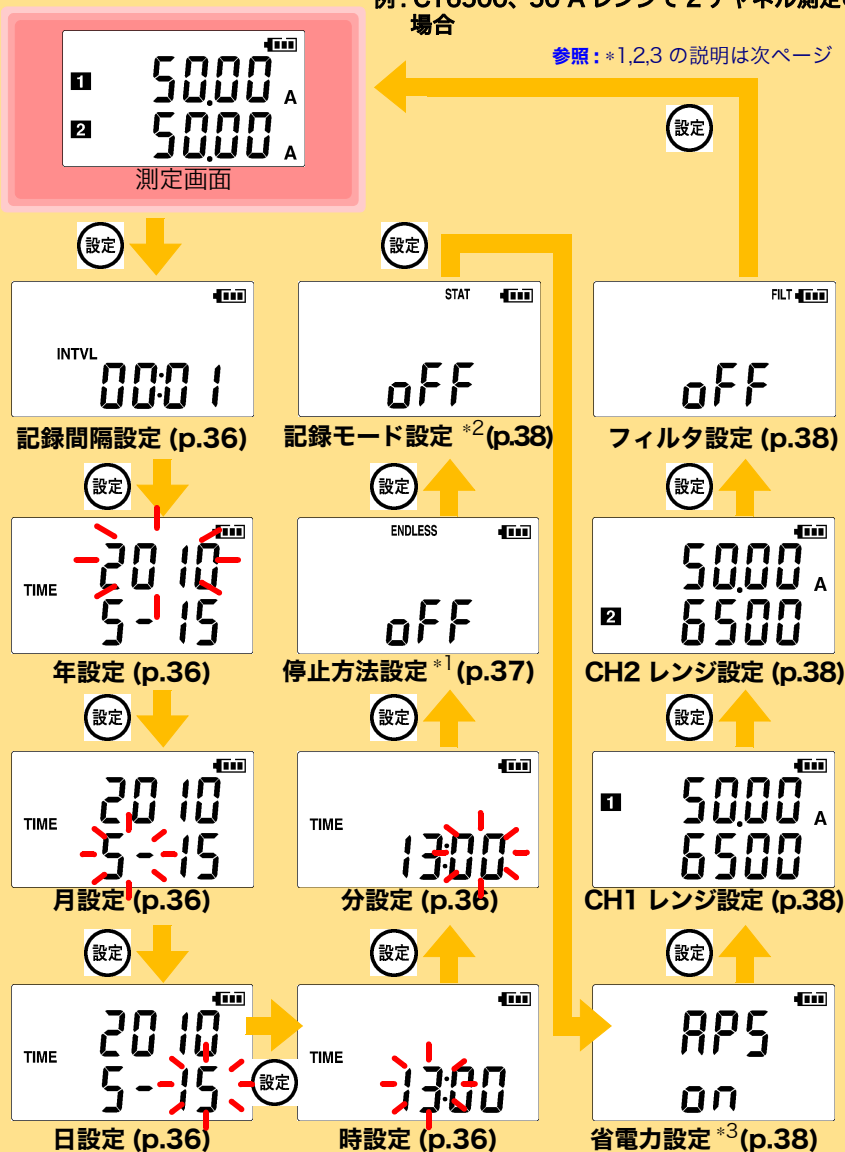 場合
参照 : *1,2,3 の説明は次ページ
1 50.00 A
2 50.00 A
測定画面
設定
設定
設定
INTVL
00:01
記録間隔設定 (p.36)
STAT
oFF
記録モード設定 *2(p.38)
FILT
oFF
フィルタ設定 (p.38)
設定
設定
設定
TIME
2010
5-15
年設定 (p.36)
ENDLESS
oFF
停止方法設定 *1(p.37)
50.00 A
2 6500
CH2 レンジ設定 (p.38)
設定
設定
設定
TIME
2010
5-15
月設定 (p.36)
TIME
13:00
分設定 (p.36)
1 50.00 A
6500
CH1 レンジ設定 (p.38)
設定
設定
設定
TIME
2010
5-15
日設定 (p.36)
設定
TIME
13:00
時設定 (p.36)
APS
on
省電力設定 *3(p.38)